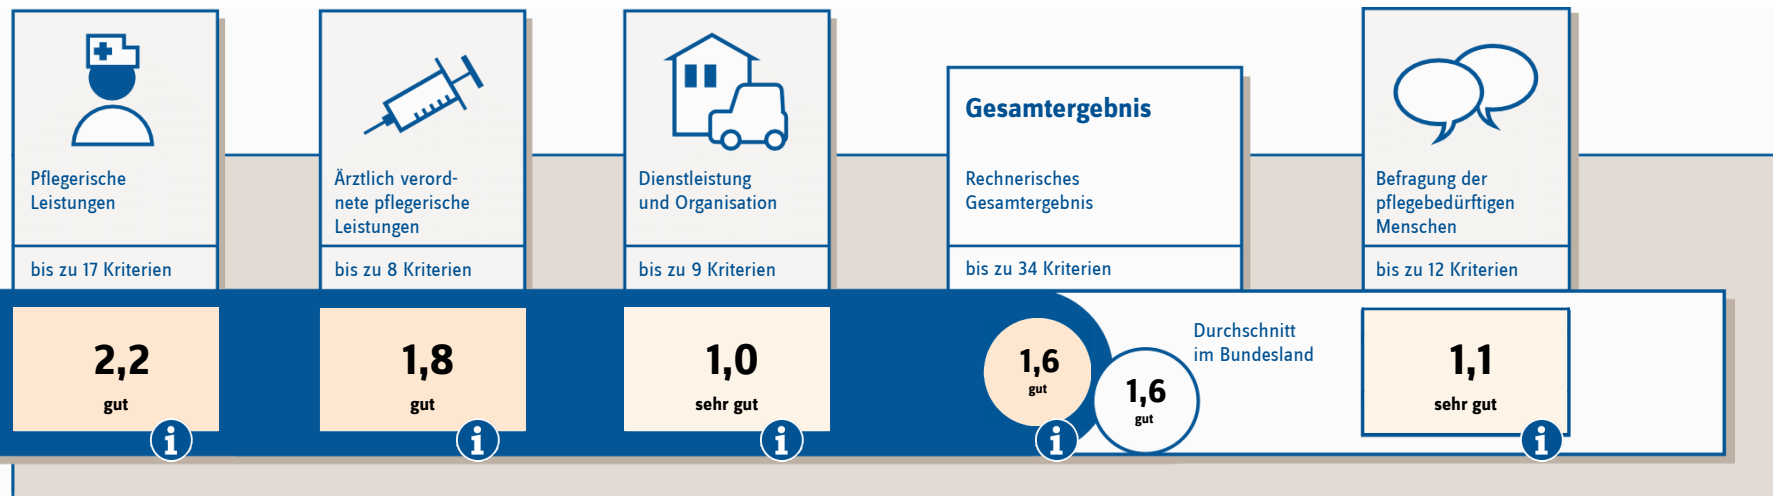 Pflegerische
Leistungen
bis zu 17 Kriterien
2,2
gut
i
Ärztlich verord-
nete pflegerische
Leistungen
bis zu 8 Kriterien
1,8
gut
i
Dienstleistung
und Organisation
bis zu 9 Kriterien
1,0
sehr gut
i
Gesamtergebnis
Rechnerisches
Gesamtergebnis
bis zu 34 Kriterien
1,6
gut
i
Durchschnitt
im Bundesland
1,6
gut
Befragung der
pflegebedürftigen
Menschen
bis zu 12 Kriterien
1,1
sehr gut
i